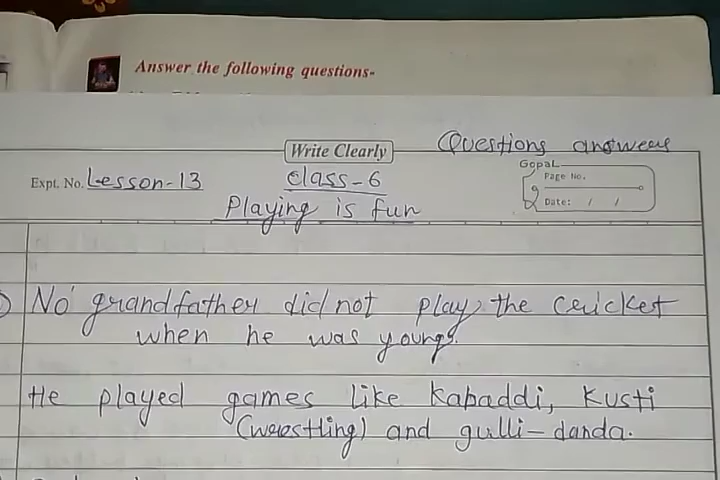 Answer the following questions-
Write Clearly
Questions answers
Expt. No. Lesson-13
Class-6
GopaL
Page No.
Date: / /
Playing is fun
No grandfather did not play the cricket
when he was young.
He played games like Kabaddi, Kusti
(wrestling) and gulli-danda.